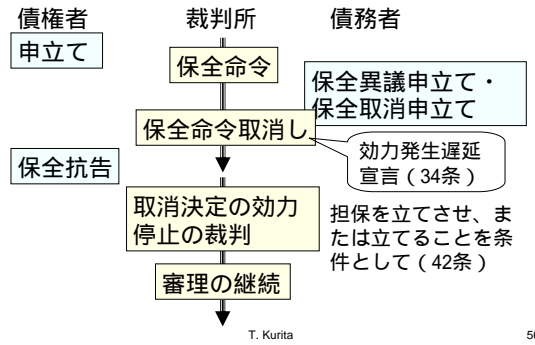 債権者
裁判所
債務者
申立て
保全命令
保全異議申立て・
保全取消申立て
保全命令取消し
効力発生遅延
宣言（34条）
保全抗告
取消決定の効力
停止の裁判
担保を立てさせ、ま
たは立てることを条
件として（42条）
審理の継続
T. Kurita